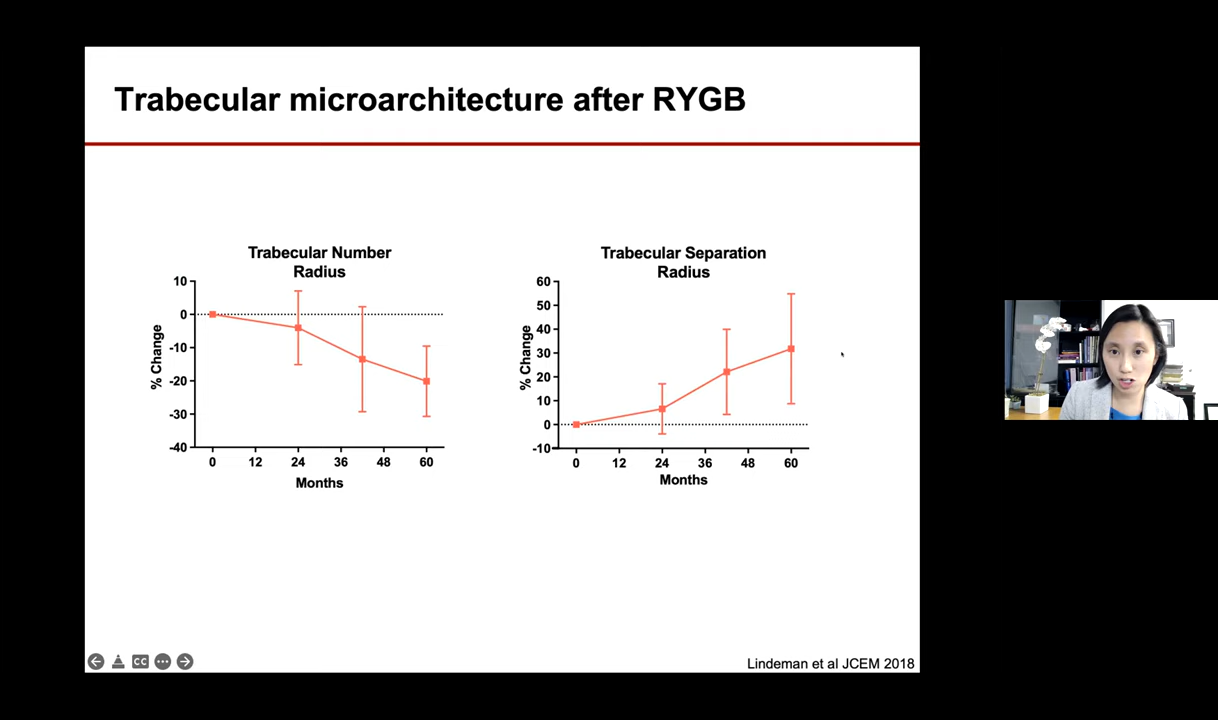 Trabecular microarchitecture after RYGB
Trabecular Number
Radius
10
0
-10
-20
-30
-40
% Change
0 12 24 36 48 60
Months
Trabecular Separation
Radius
60
50
40
30
20
10
0
-10
% Change
0 12 24 36 48 60
Months
CC
Lindeman et al JCEM 2018